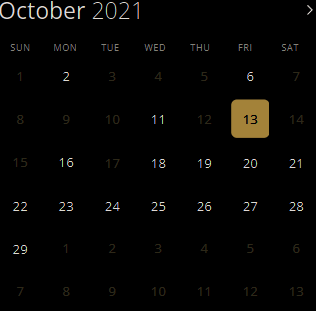 October 2021 >
SUN MON TUE WED THU FRI SAT
1 2 3 4 5 6 7
8 9 10 11 12 13 14
15 16 17 18 19 20 21
22 23 24 25 26 27 28
29 1 2 3 4 5 6
7 8 9 10 11 12 13